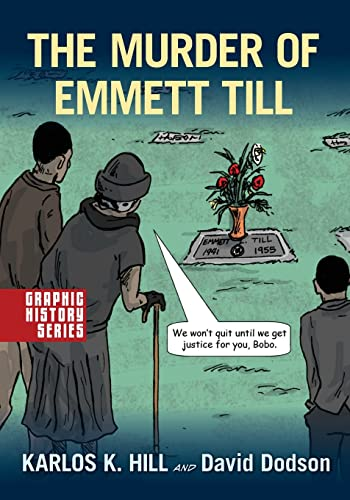 THE MURDER OF
EMMETT TILL
EMMETT L. TILL
1941 1955
We won't quit until we get
justice for you, Bobo.
GRAPHIC
HISTORY
SERIES
KARLOS K. HILL AND David Dodson